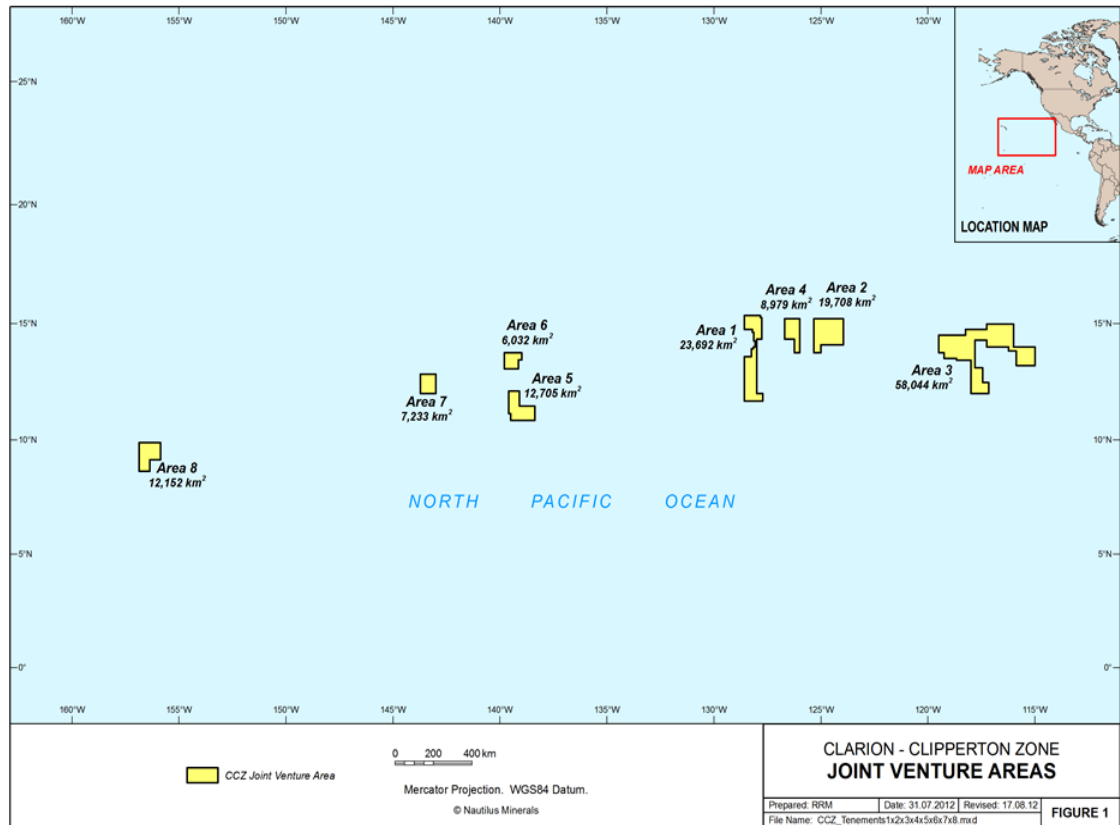 160°W 155°W 145°W 140°W 135°W 130°W 125°W 120°W
25°N
MAP AREA
LOCATION MAP
20°N
Area 4
8,979 km²
Area 2
19,708 km²
15°N 15°N
Area 6
6,032 km²
Area 1
23,692 km²
Area 3
58,044 km²
Area 5
12,705 km²
Area 7
7,233 km²
10°N 10°N
Area 8
12,152 km²
NORTH PACIFIC OCEAN
5°N 5°N
0° 0°
160°W 155°W 145°W 140°W 135°W 130°W 125°W 120°W 115°W
CCZ Joint Venture Area
0 200 400 km
Mercator Projection. WGS84 Datum.
© Nautilus Minerals
CLARION - CLIPPERTON ZONE
JOINT VENTURE AREAS
Prepared: RRM Date: 31.07.2012 Revised: 17.08.12
File Name: CCZ_Tenements1x2x3x4x5x6x7x8.mxd
FIGURE 1